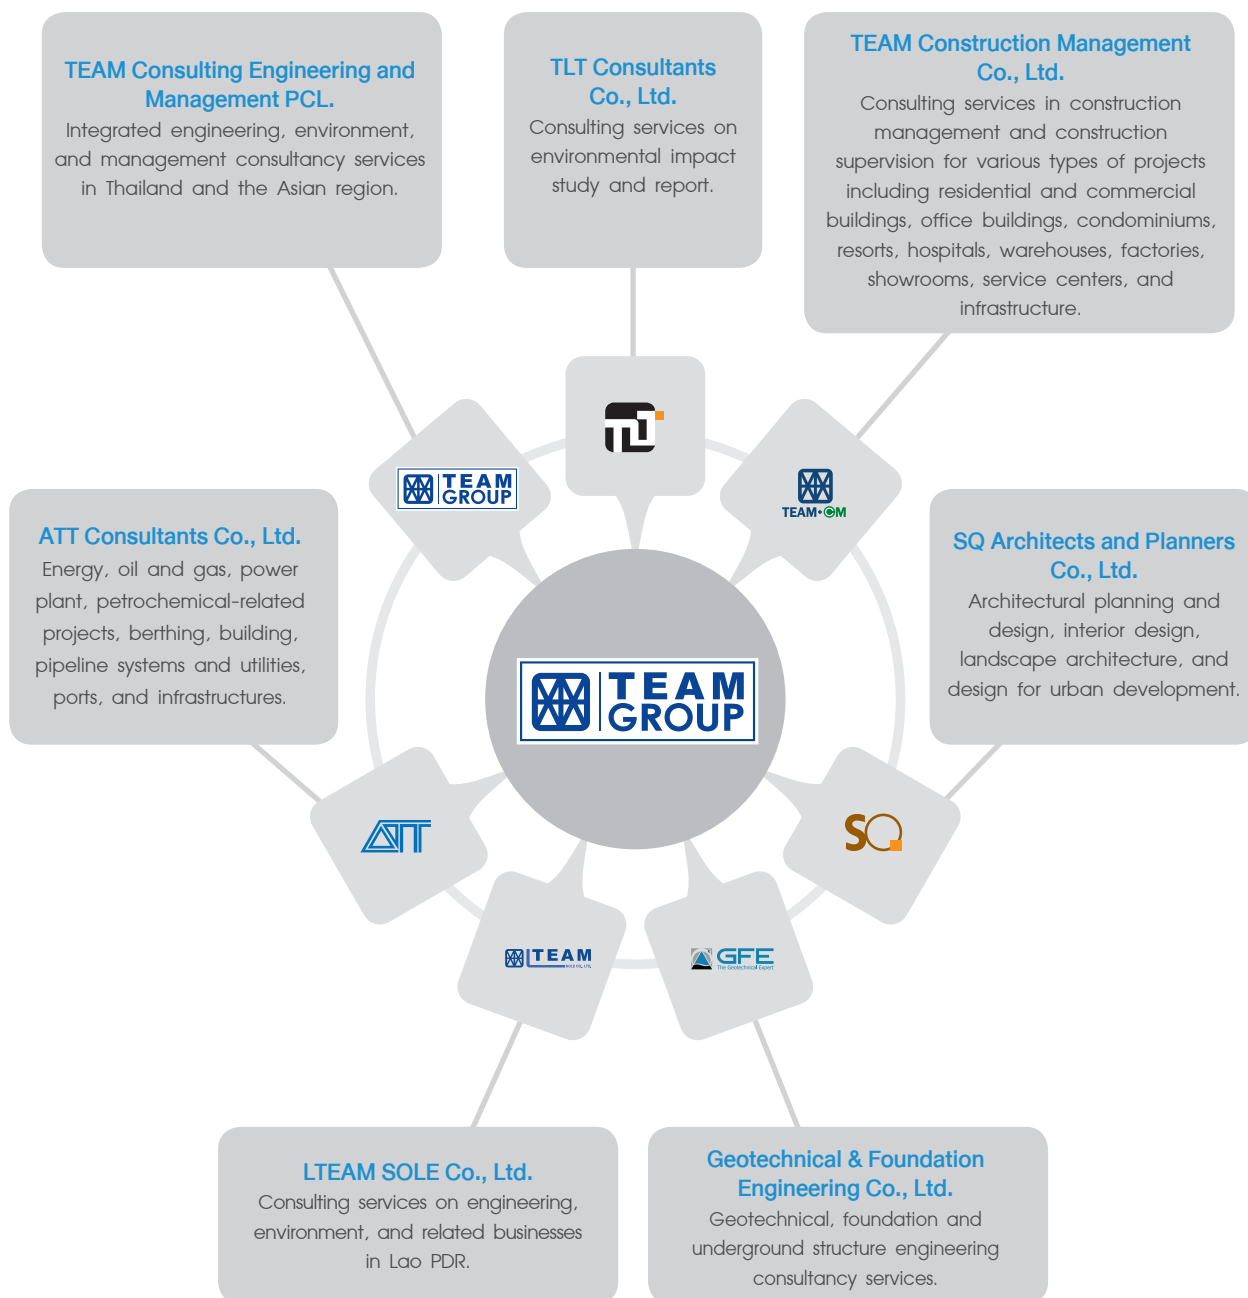 TEAM Consulting Engineering and
Management PCL.
Integrated engineering, environment,
and management consultancy services
in Thailand and the Asian region.
TLT Consultants
Co., Ltd.
Consulting services on
environmental impact
study and report.
TEAM Construction Management
Co., Ltd.
Consulting services in construction
management and construction
supervision for various types of projects
including residential and commercial
buildings, office buildings, condominiums,
resorts, hospitals, warehouses, factories,
showrooms, service centers, and
infrastructure.
TLT
TEAM
GROUP
TEAM•CM
ATT Consultants Co., Ltd.
Energy, oil and gas, power
plant, petrochemical-related
projects, berthing, building,
pipeline systems and utilities,
ports, and infrastructures.
SQ Architects and Planners
Co., Ltd.
Architectural planning and
design, interior design,
landscape architecture, and
design for urban development.
TEAM
GROUP
ATT
SQ
LTEAM
SOLE CO., LTD.
GFE
The Geotechnical Expert
LTEAM SOLE Co., Ltd.
Consulting services on engineering,
environment, and related businesses
in Lao PDR.
Geotechnical & Foundation
Engineering Co., Ltd.
Geotechnical, foundation and
underground structure engineering
consultancy services.